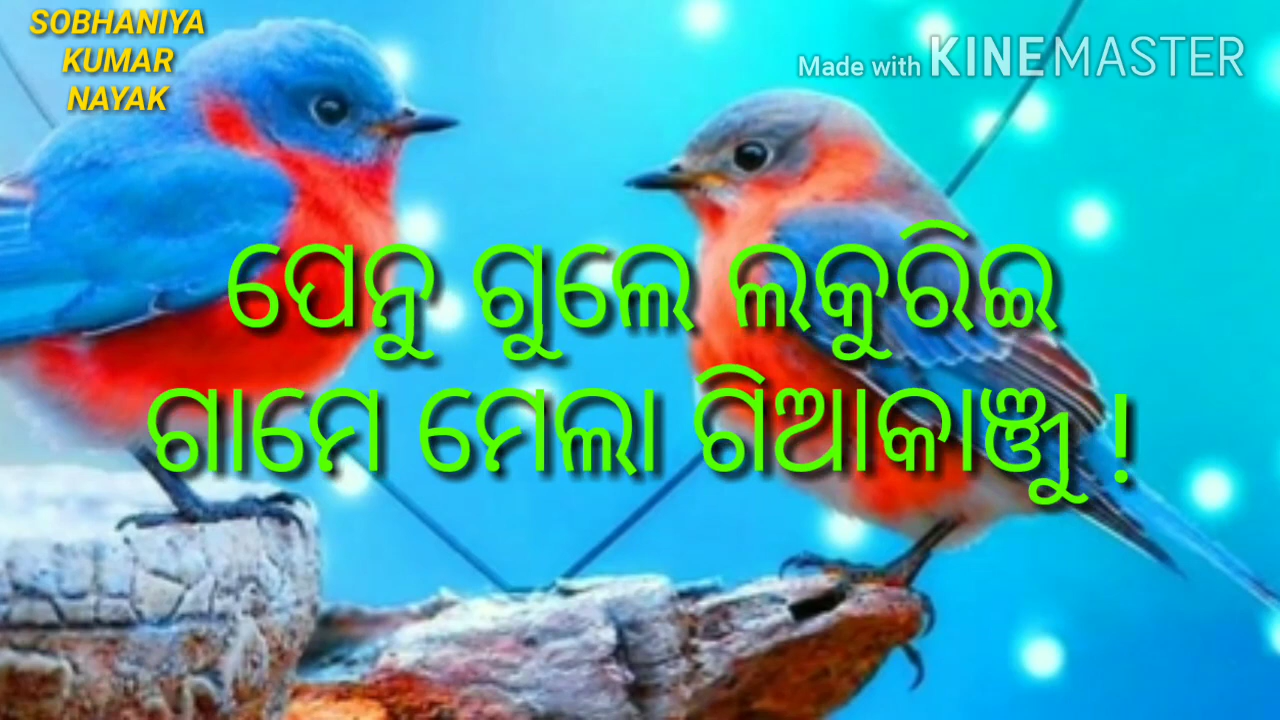 SOBHANIYA
KUMAR
NAYAK
Made with KINEMASTER
ପେନୁ ଗୁଲେ ଲକୁରିଇ
ଗାମେ ମେଲା ଗିଆକାଞ୍ଜୁ !